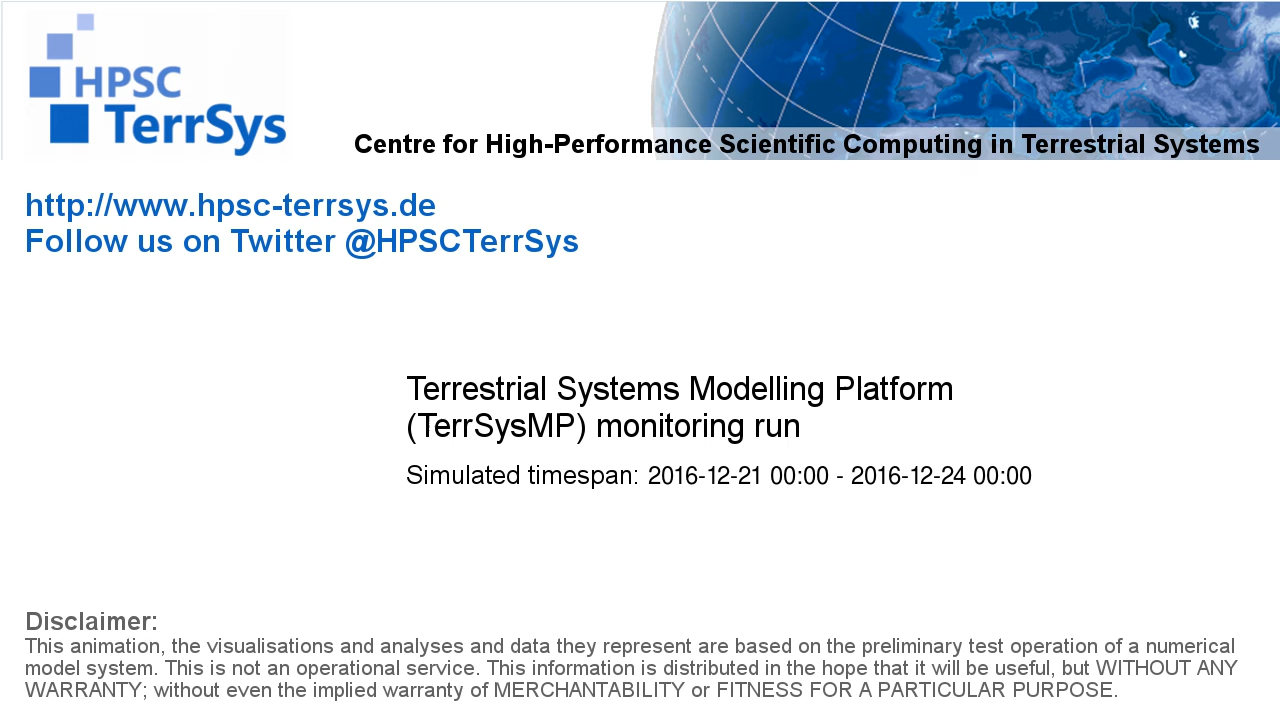 HPSC
TerrSys
Centre for High-Performance Scientific Computing in Terrestrial Systems
http://www.hpsc-terrsys.de
Follow us on Twitter @HPSCTerrSys
Terrestrial Systems Modelling Platform
(TerrSysMP) monitoring run
Simulated timespan: 2016-12-21 00:00 - 2016-12-24 00:00
Disclaimer:
This animation, the visualisations and analyses and data they represent are based on the preliminary test operation of a numerical
model system. This is not an operational service. This information is distributed in the hope that it will be useful, but WITHOUT ANY
WARRANTY; without even the implied warranty of MERCHANTABILITY or FITNESS FOR A PARTICULAR PURPOSE.